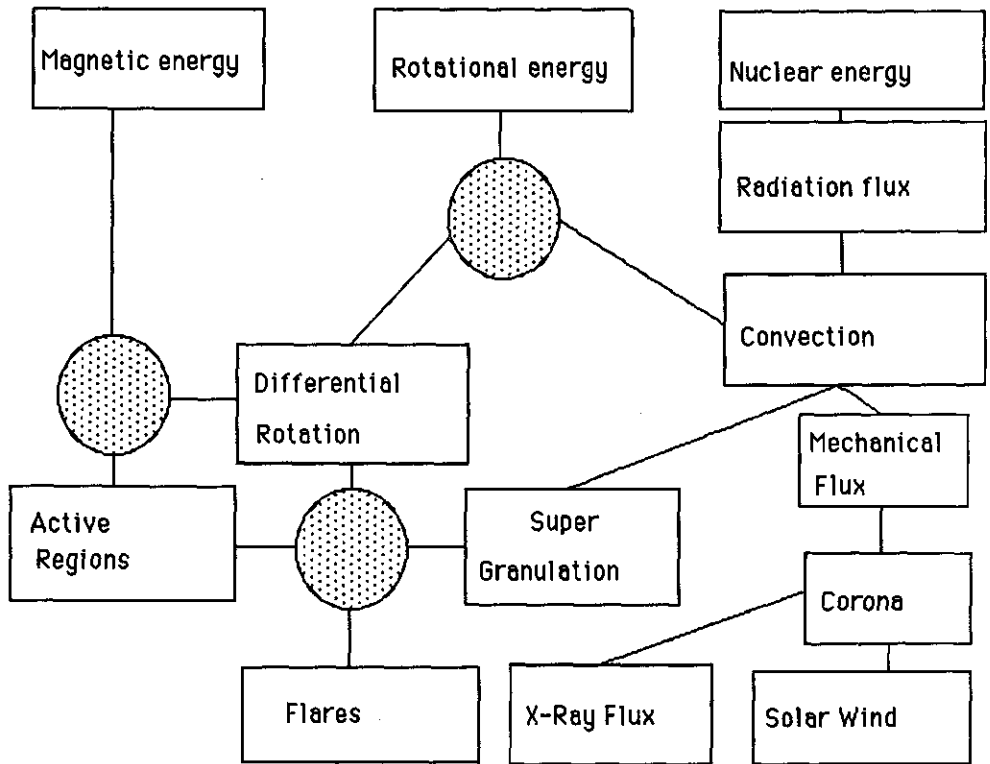 Magnetic energy
Rotational energy
Nuclear energy
Radiation flux
Convection
Differential
Rotation
Mechanical
Flux
Active
Regions
Super
Granulation
Corona
Flares
X-Ray Flux
Solar Wind